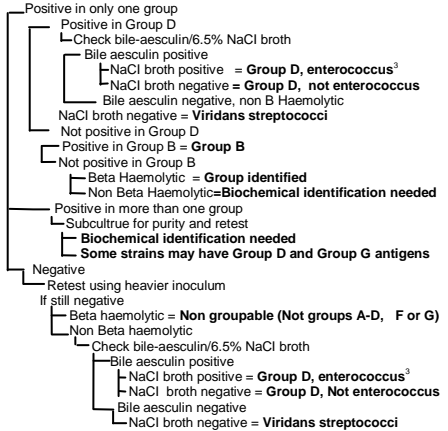 Positive in only one group
Positive in Group D
Check bile-aesculin/6.5% NaCl broth
Bile aesculin positive
NaCl broth positive = Group D, enterococcus³
NaCl broth negative = Group D, not enterococcus
Bile aesculin negative, non B Haemolytic
NaCl broth negative = Viridans streptococci
Not positive in Group D
Positive in Group B = Group B
Not positive in Group B
Beta Haemolytic = Group identified
Non Beta Haemolytic=Biochemical identification needed
Positive in more than one group
Subcultrue for purity and retest
Biochemical identification needed
Some strains may have Group D and Group G antigens
Negative
Retest using heavier inoculum
If still negative
Beta haemolytic = Non groupable (Not groups A-D, F or G)
Non Beta haemolytic
Check bile-aesculin/6.5% NaCl broth
Bile aesculin positive
NaCl broth positive = Group D, enterococcus³
NaCl broth negative = Group D, Not enterococcus
Bile aesculin negative
NaCl broth negative = Viridans streptococci